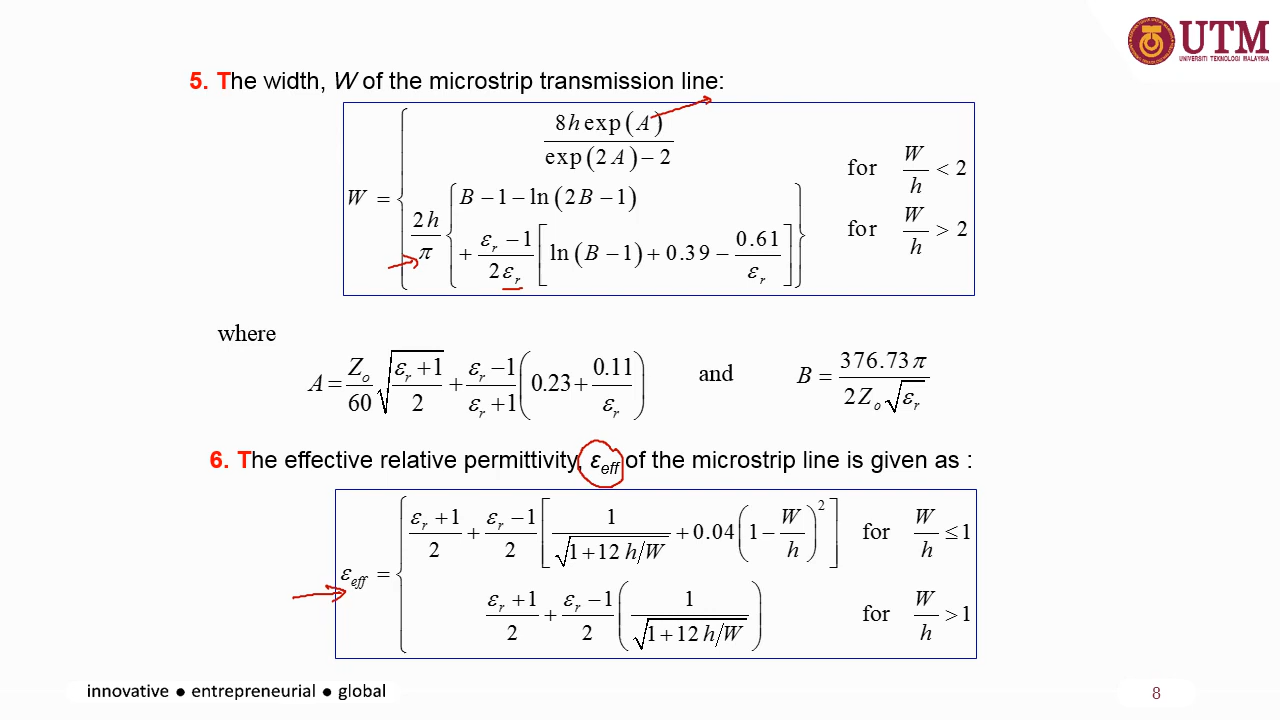 UTM
UNIVERSITI TEKNOLOGI MALAYSIA
5. The width, W of the microstrip transmission line:
W = { 8h exp(A) / (exp(2A) − 2) for W/h < 2
2h/π { B − 1 − ln(2B − 1) + (εr − 1)/(2εr) [ ln(B − 1) + 0.39 − 0.61/εr ] } for W/h > 2
where
A = Zo/60 √((εr + 1)/2) + (εr − 1)/(εr + 1) (0.23 + 0.11/εr) and B = 376.73π / (2Zo√εr)
6. The effective relative permittivity, εeff of the microstrip line is given as :
εeff = { (εr + 1)/2 + (εr − 1)/2 [ 1/√(1 + 12 h/W) + 0.04 (1 − W/h)² ] for W/h ≤ 1
(εr + 1)/2 + (εr − 1)/2 ( 1/√(1 + 12 h/W) ) for W/h > 1
innovative ● entrepreneurial ● global
8